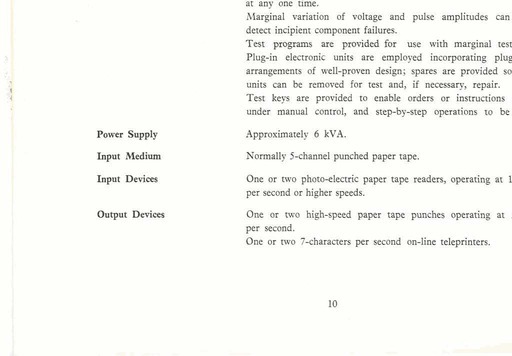 at any one time.
Marginal variation of voltage and pulse amplitudes can
detect incipient component failures.
Test programs are provided for use with marginal test
Plug-in electronic units are employed incorporating plug
arrangements of well-proven design; spares are provided so
units can be removed for test and, if necessary, repair.
Test keys are provided to enable orders or instructions
under manual control, and step-by-step operations to be
Power Supply Approximately 6 kVA.
Input Medium Normally 5-channel punched paper tape.
Input Devices One or two photo-electric paper tape readers, operating at
per second or higher speeds.
Output Devices One or two high-speed paper tape punches operating at
per second.
One or two 7-characters per second on-line teleprinters.
10